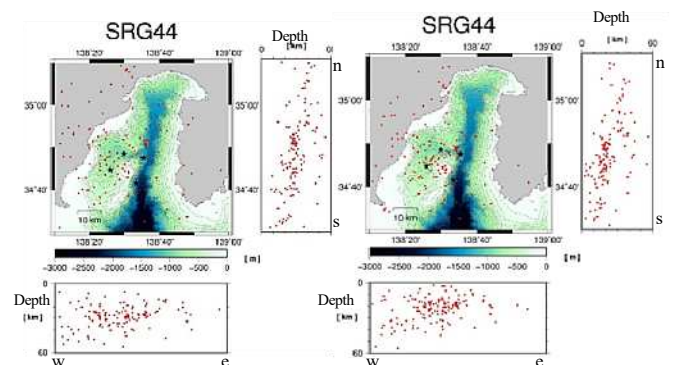 SRG44
138˚20' 138˚40' 139˚00'
35˚00'
34˚40'
10 km
138˚20' 138˚40' 139˚00'
-3000 -2500 -2000 -1500 -1000 -500 0 [ m ]
Depth
[ km ]
0
n
s
Depth
[ km ]
0
60
w e
SRG44
138˚20' 138˚40' 139˚00'
35˚00'
34˚40'
10 km
138˚20' 138˚40' 139˚00'
-3000 -2500 -2000 -1500 -1000 -500 0 [ m ]
Depth
[ km ]
0
n
s
Depth
[ km ]
0
60
w e